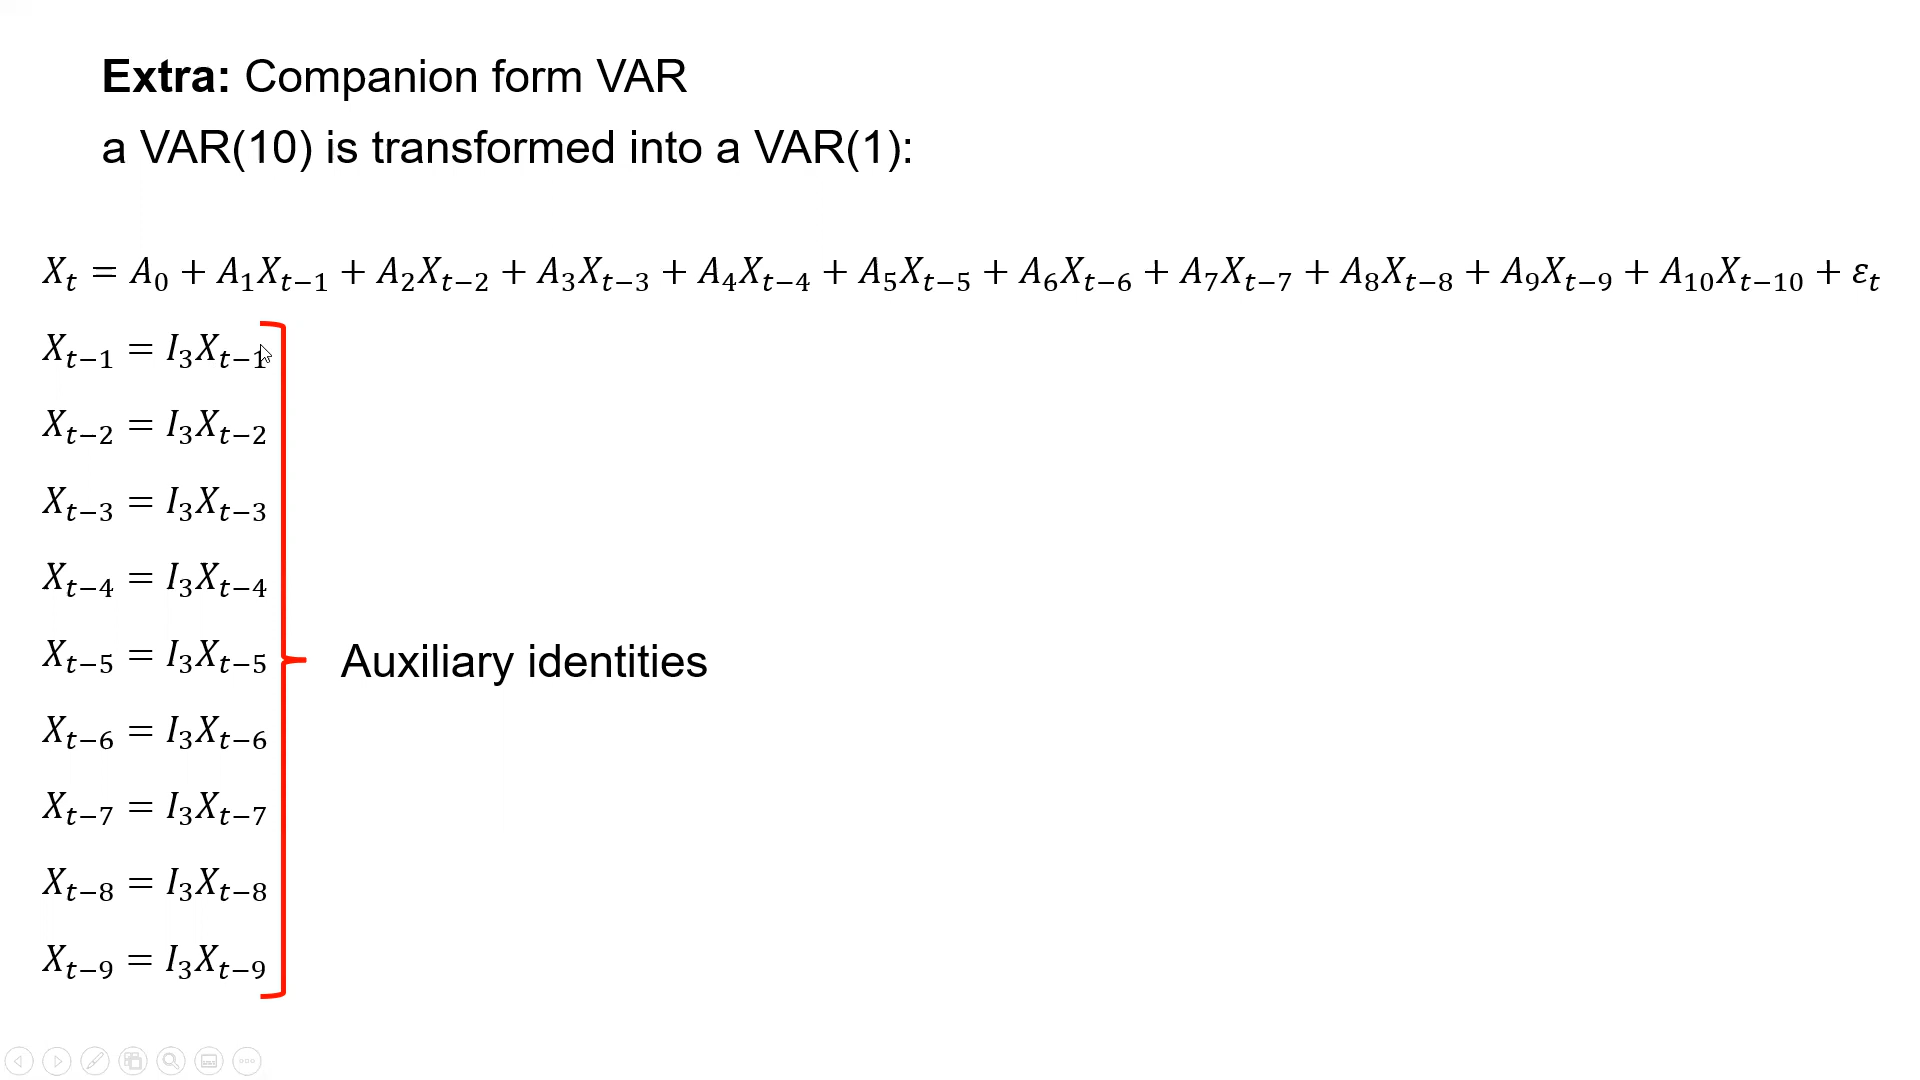 Extra: Companion form VAR
a VAR(10) is transformed into a VAR(1):
X_t = A_0 + A_1X_{t−1} + A_2X_{t−2} + A_3X_{t−3} + A_4X_{t−4} + A_5X_{t−5} + A_6X_{t−6} + A_7X_{t−7} + A_8X_{t−8} + A_9X_{t−9} + A_{10}X_{t−10} + ε_t
X_{t−1} = I_3X_{t−1}
X_{t−2} = I_3X_{t−2}
X_{t−3} = I_3X_{t−3}
X_{t−4} = I_3X_{t−4}
X_{t−5} = I_3X_{t−5}
Auxiliary identities
X_{t−6} = I_3X_{t−6}
X_{t−7} = I_3X_{t−7}
X_{t−8} = I_3X_{t−8}
X_{t−9} = I_3X_{t−9}